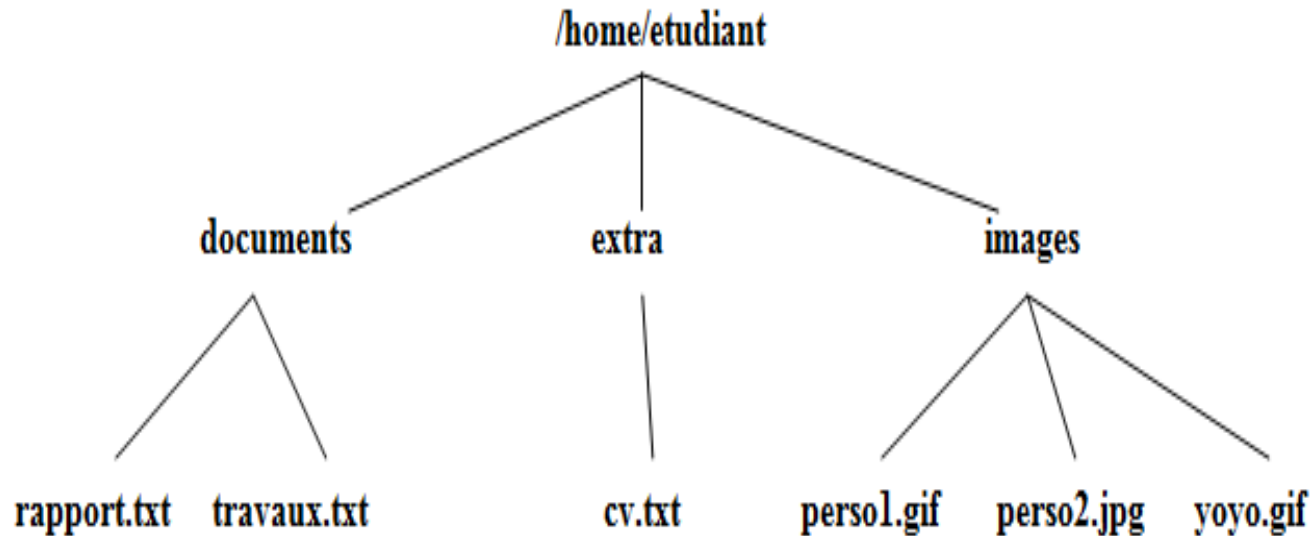 /home/etudiant
documents extra images
rapport.txt travaux.txt cv.txt perso1.gif perso2.jpg yoyo.gif